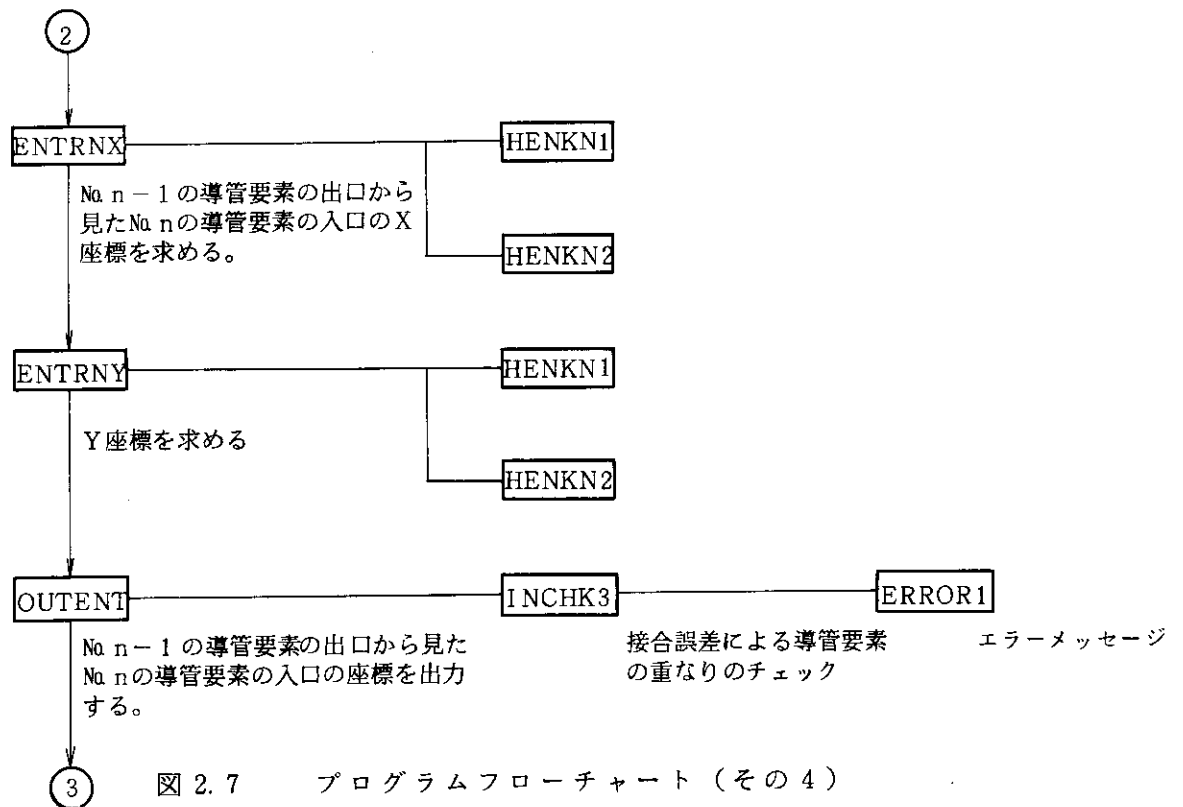 2
ENTRNX
HENKN1
No. n－1の導管要素の出口から
見たNo. nの導管要素の入口のX
座標を求める。
HENKN2
ENTRNY
HENKN1
Y座標を求める
HENKN2
OUTENT
INCHK3
ERROR1
No. n－1の導管要素の出口から見た
No. nの導管要素の入口の座標を出力
する。
接合誤差による導管要素
の重なりのチェック
エラーメッセージ
3
図 2.7 プログラムフローチャート（その4）